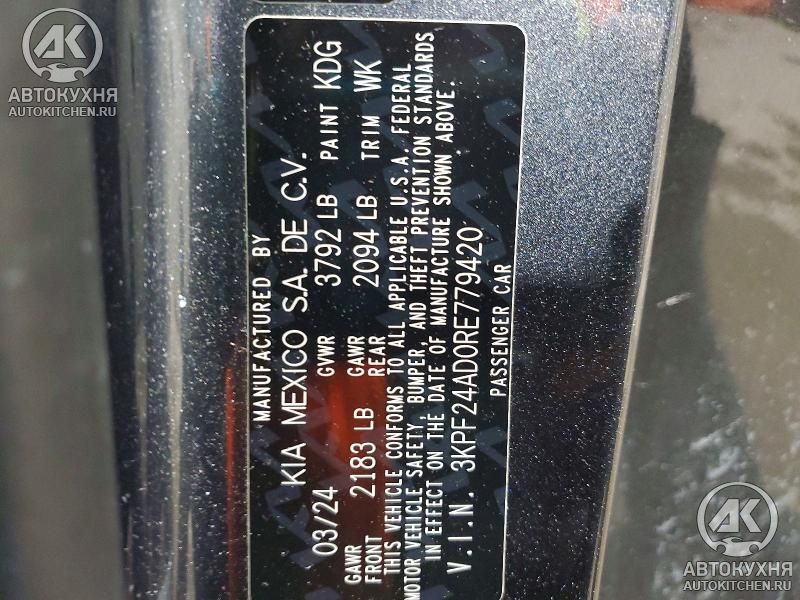 MANUFACTURED BY
KIA MEXICO S.A. DE C.V.
03/24 GVWR 3792 LB PAINT KDG
GAWR FRONT 2183 LB GAWR REAR 2094 LB TRIM WK
THIS VEHICLE CONFORMS TO ALL APPLICABLE U.S.A. FEDERAL
MOTOR VEHICLE SAFETY, BUMPER, AND THEFT PREVENTION STANDARDS
IN EFFECT ON THE DATE OF MANUFACTURE SHOWN ABOVE.
V.I.N. 3KPF24AD0RE779420
PASSENGER CAR
АК
АВТОКУХНЯ
AUTOKITCHEN.RU
АК
АВТОКУХНЯ
AUTOKITCHEN.RU